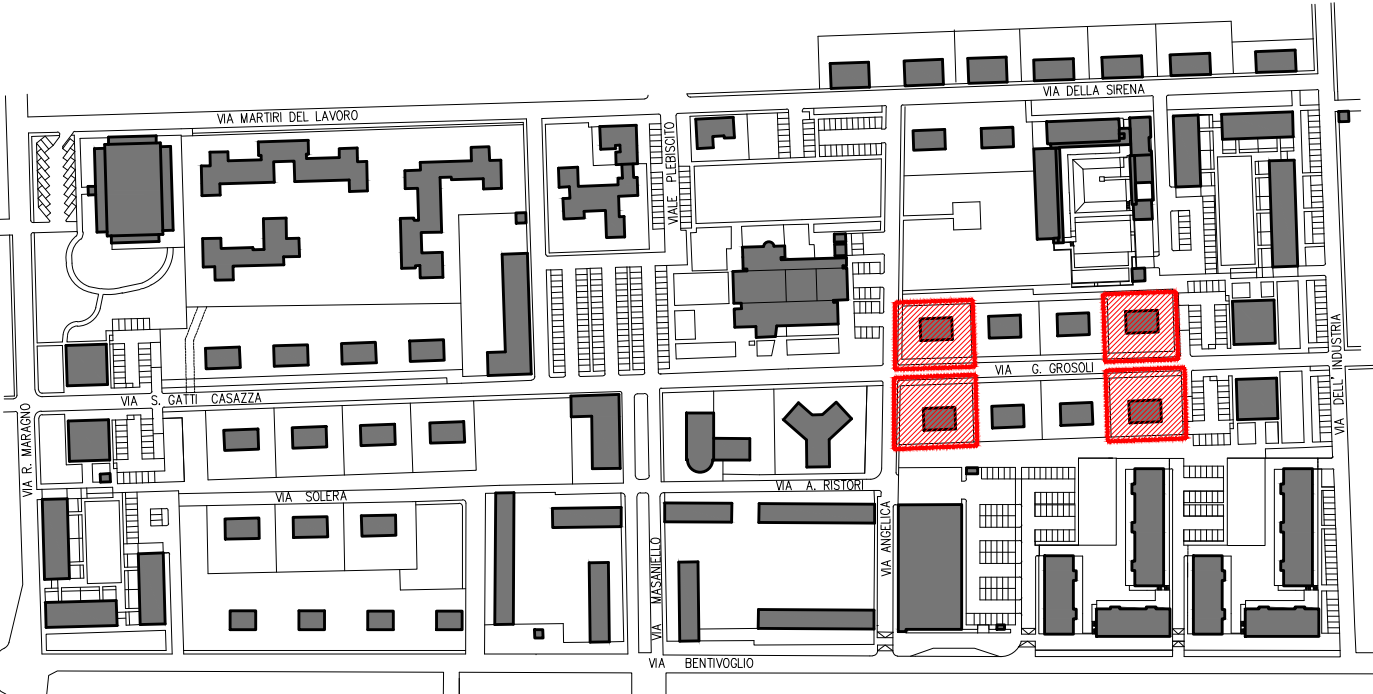 VIA DELLA SIRENA
VIA MARTIRI DEL LAVORO
VIALE PLEBISCITO
VIA G. GROSOLI
VIA DELL' INDUSTRIA
VIA S. GATTI CASAZZA
VIA R. MARAGNO
VIA A. RISTORI
VIA SOLERA
VIA ANGELICA
VIA MASANIELLO
VIA BENTIVOGLIO